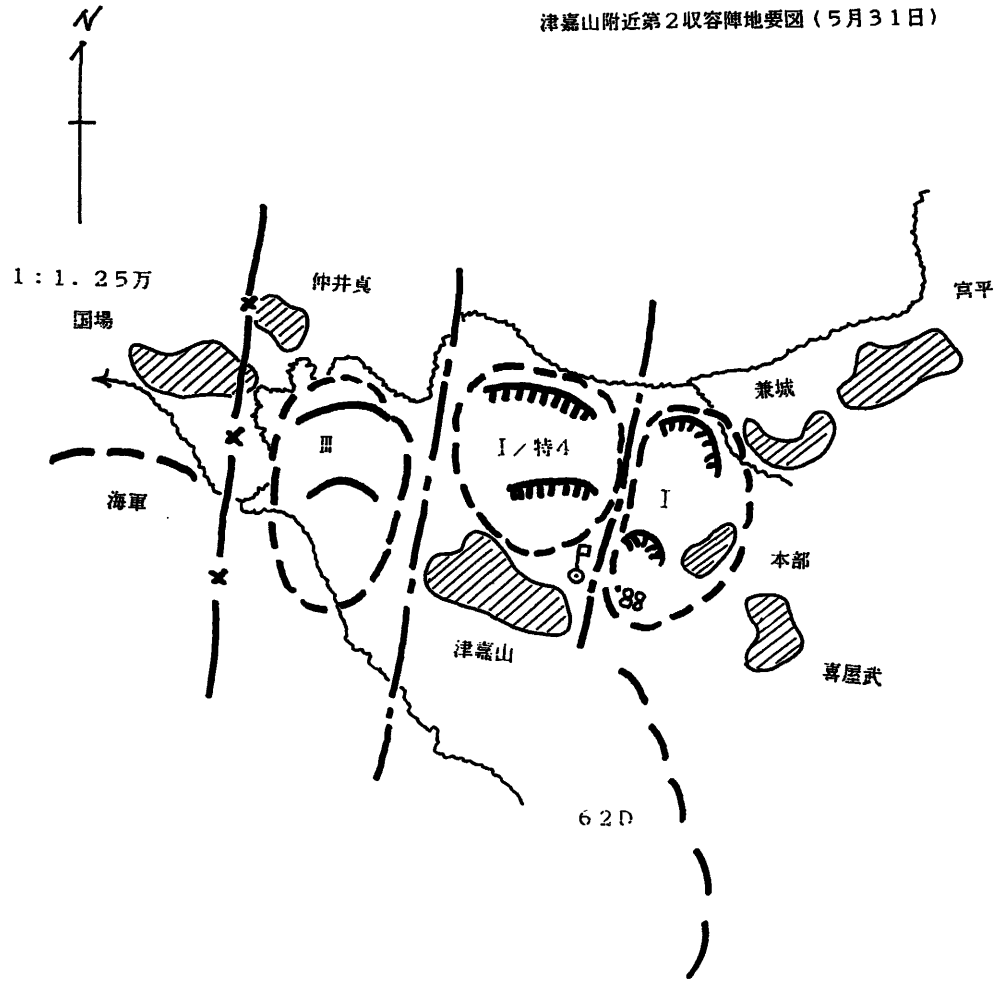 津嘉山附近第2収容陣地要図(5月31日)
N
1:1.25万
仲井真
国場
宮平
兼城
Ⅲ
Ⅰ/特4
Ⅰ
海軍
本部
88
津嘉山
喜屋武
62D